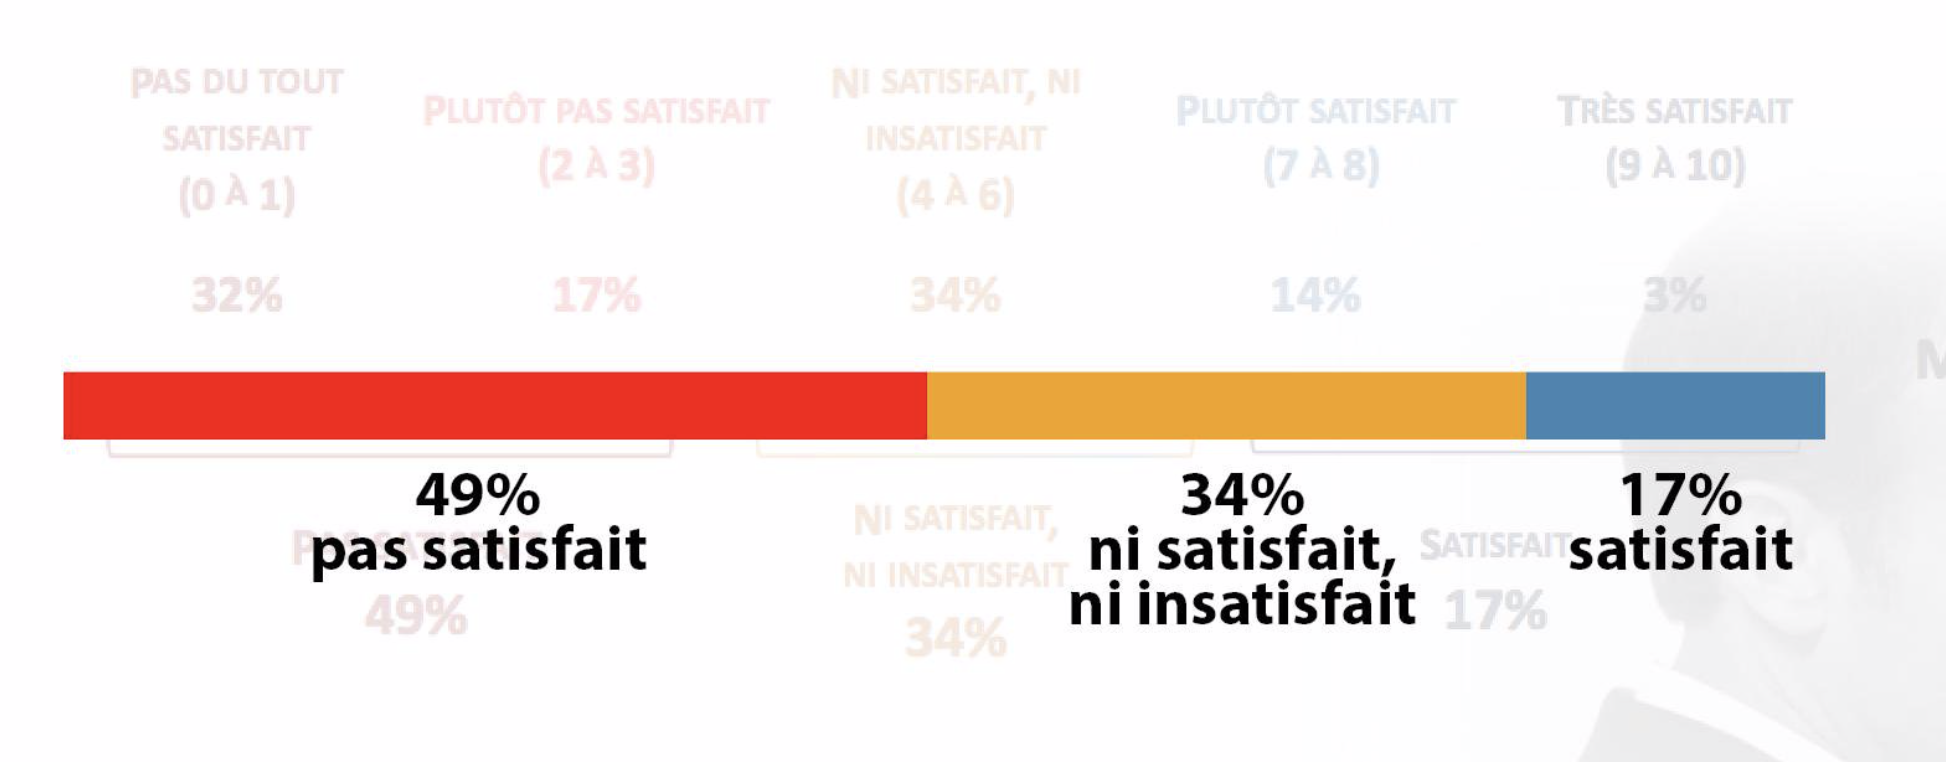 PAS DU TOUT
SATISFAIT
(0 À 1)
32%
PLUTÔT PAS SATISFAIT
(2 À 3)
17%
NI SATISFAIT, NI
INSATISFAIT
(4 À 6)
34%
PLUTÔT SATISFAIT
(7 À 8)
14%
TRÈS SATISFAIT
(9 À 10)
3%
M
49%
pas satisfait
34%
ni satisfait,
ni insatisfait
17%
satisfait
PAS SATISFAIT
49%
NI SATISFAIT,
NI INSATISFAIT
34%
SATISFAIT
17%